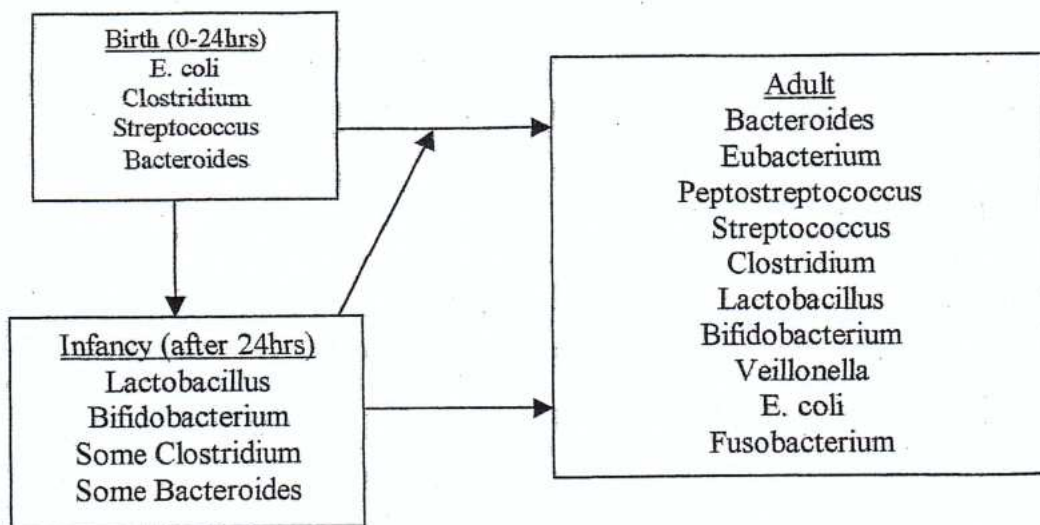 Birth (0-24hrs)
E. coli
Clostridium
Streptococcus
Bacteroides
Infancy (after 24hrs)
Lactobacillus
Bifidobacterium
Some Clostridium
Some Bacteroides
Adult
Bacteroides
Eubacterium
Peptostreptococcus
Streptococcus
Clostridium
Lactobacillus
Bifidobacterium
Veillonella
E. coli
Fusobacterium